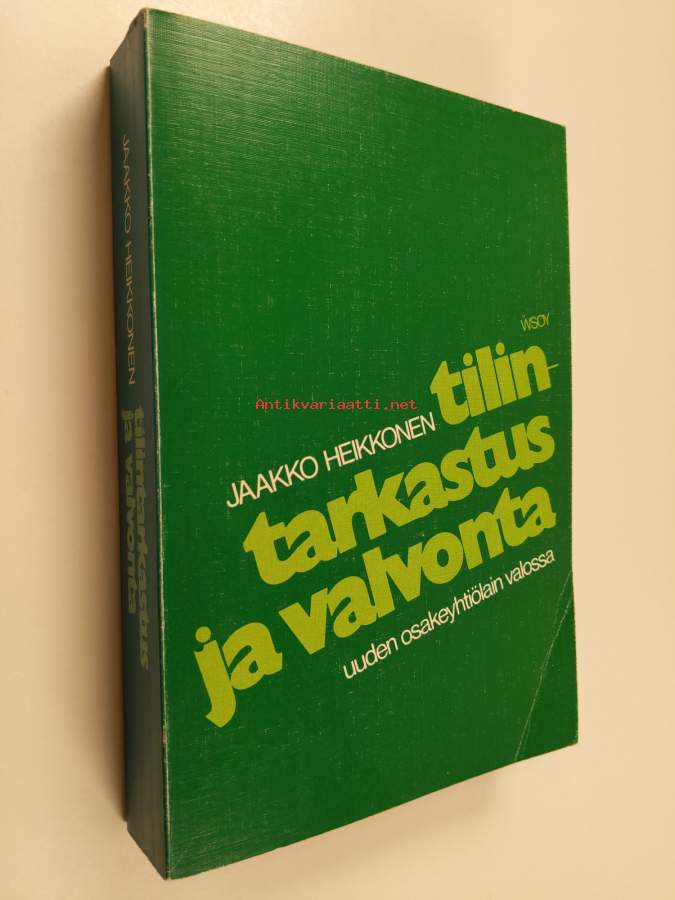 JAAKKO HEIKKONEN
tilintarkastus
ja valvonta
WSOY
JAAKKO HEIKKONEN tilin-
tarkastus
ja valvonta
uuden osakeyhtiölain valossa
Antikvariaatti.net